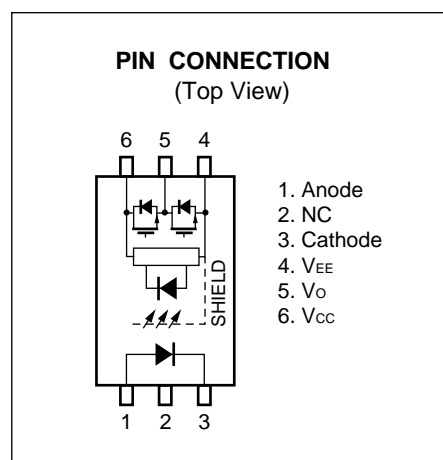 PIN CONNECTION
(Top View)
6 5 4
1. Anode
2. NC
3. Cathode
4. VEE
5. VO
6. VCC
SHIELD
1 2 3